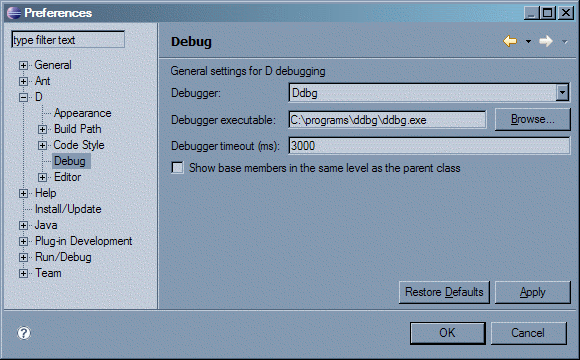 Preferences
type filter text
General
Ant
D
Appearance
Build Path
Code Style
Debug
Editor
Help
Install/Update
Java
Plug-in Development
Run/Debug
Team
Debug
General settings for D debugging
Debugger: Ddbg
Debugger executable: C:\programs\ddbg\ddbg.exe Browse...
Debugger timeout (ms): 3000
Show base members in the same level as the parent class
Restore Defaults Apply
? OK Cancel